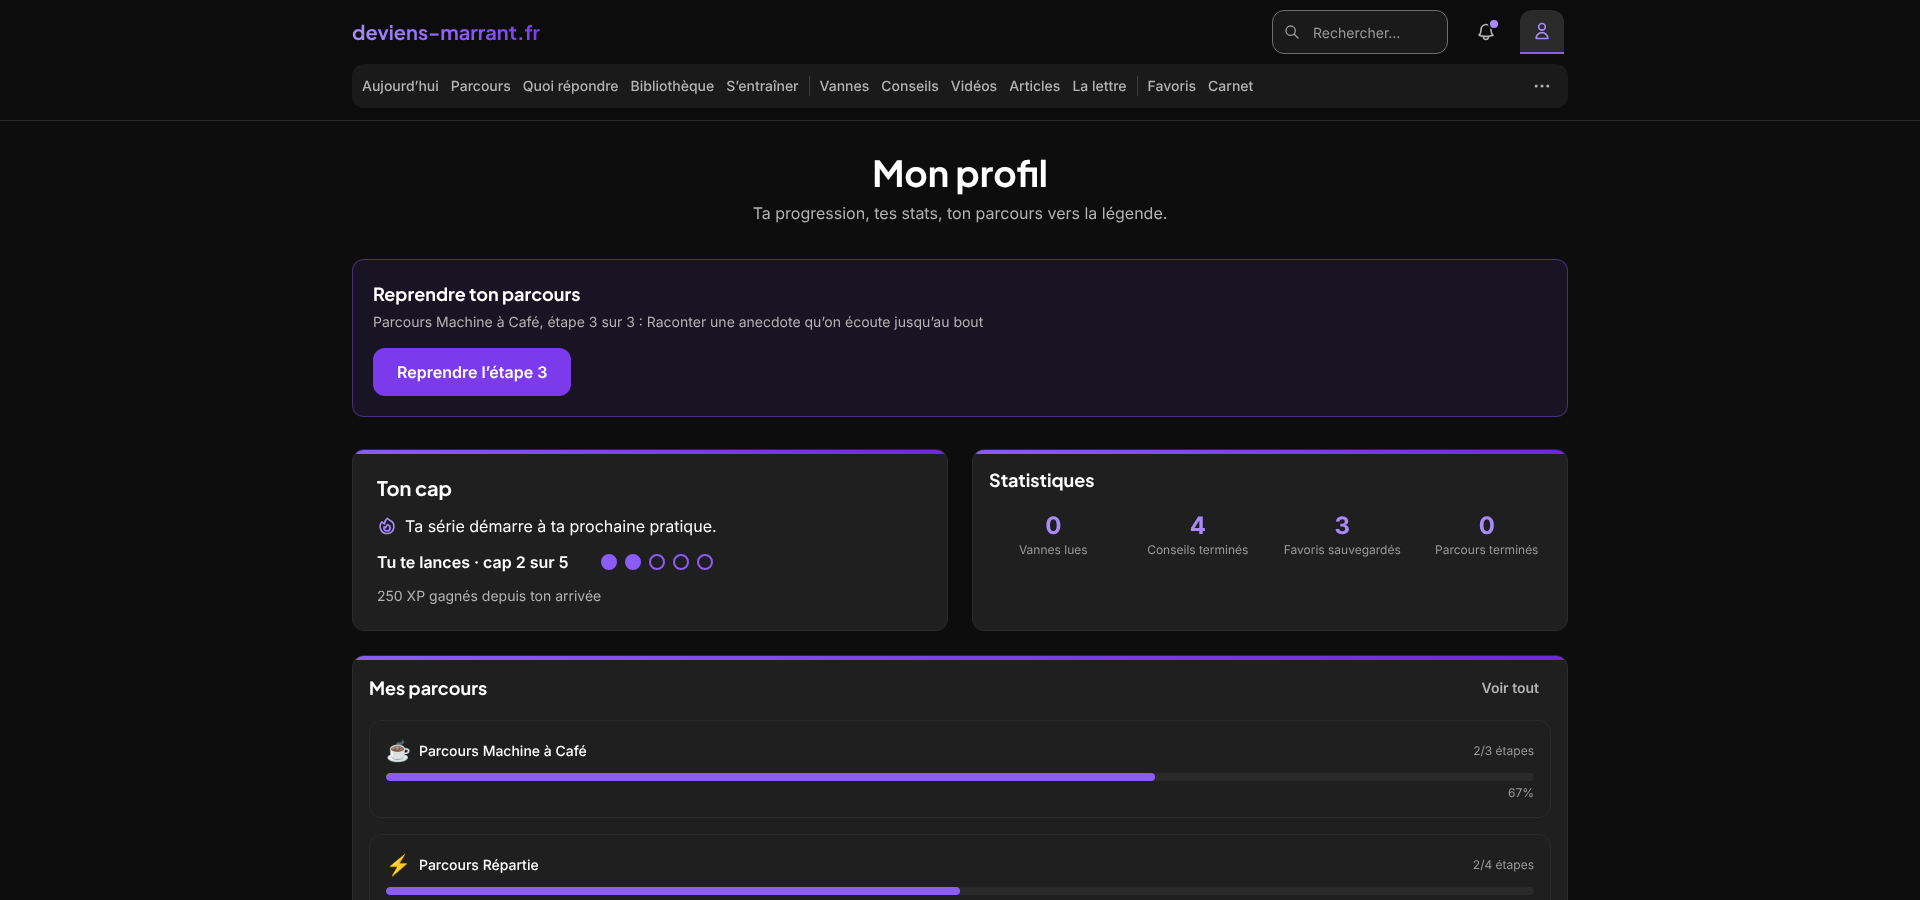 deviens-marrant.fr
Rechercher...
Aujourd’hui Parcours Quoi répondre Bibliothèque S’entraîner Vannes Conseils Vidéos Articles La lettre Favoris Carnet
Mon profil
Ta progression, tes stats, ton parcours vers la légende.
Reprendre ton parcours
Parcours Machine à Café, étape 3 sur 3 : Raconter une anecdote qu’on écoute jusqu’au bout
Reprendre l’étape 3
Ton cap
Ta série démarre à ta prochaine pratique.
Tu te lances · cap 2 sur 5
250 XP gagnés depuis ton arrivée
Statistiques
0 4 3 0
Vannes lues Conseils terminés Favoris sauvegardés Parcours terminés
Mes parcours Voir tout
Parcours Machine à Café 2/3 étapes
67%
Parcours Répartie 2/4 étapes